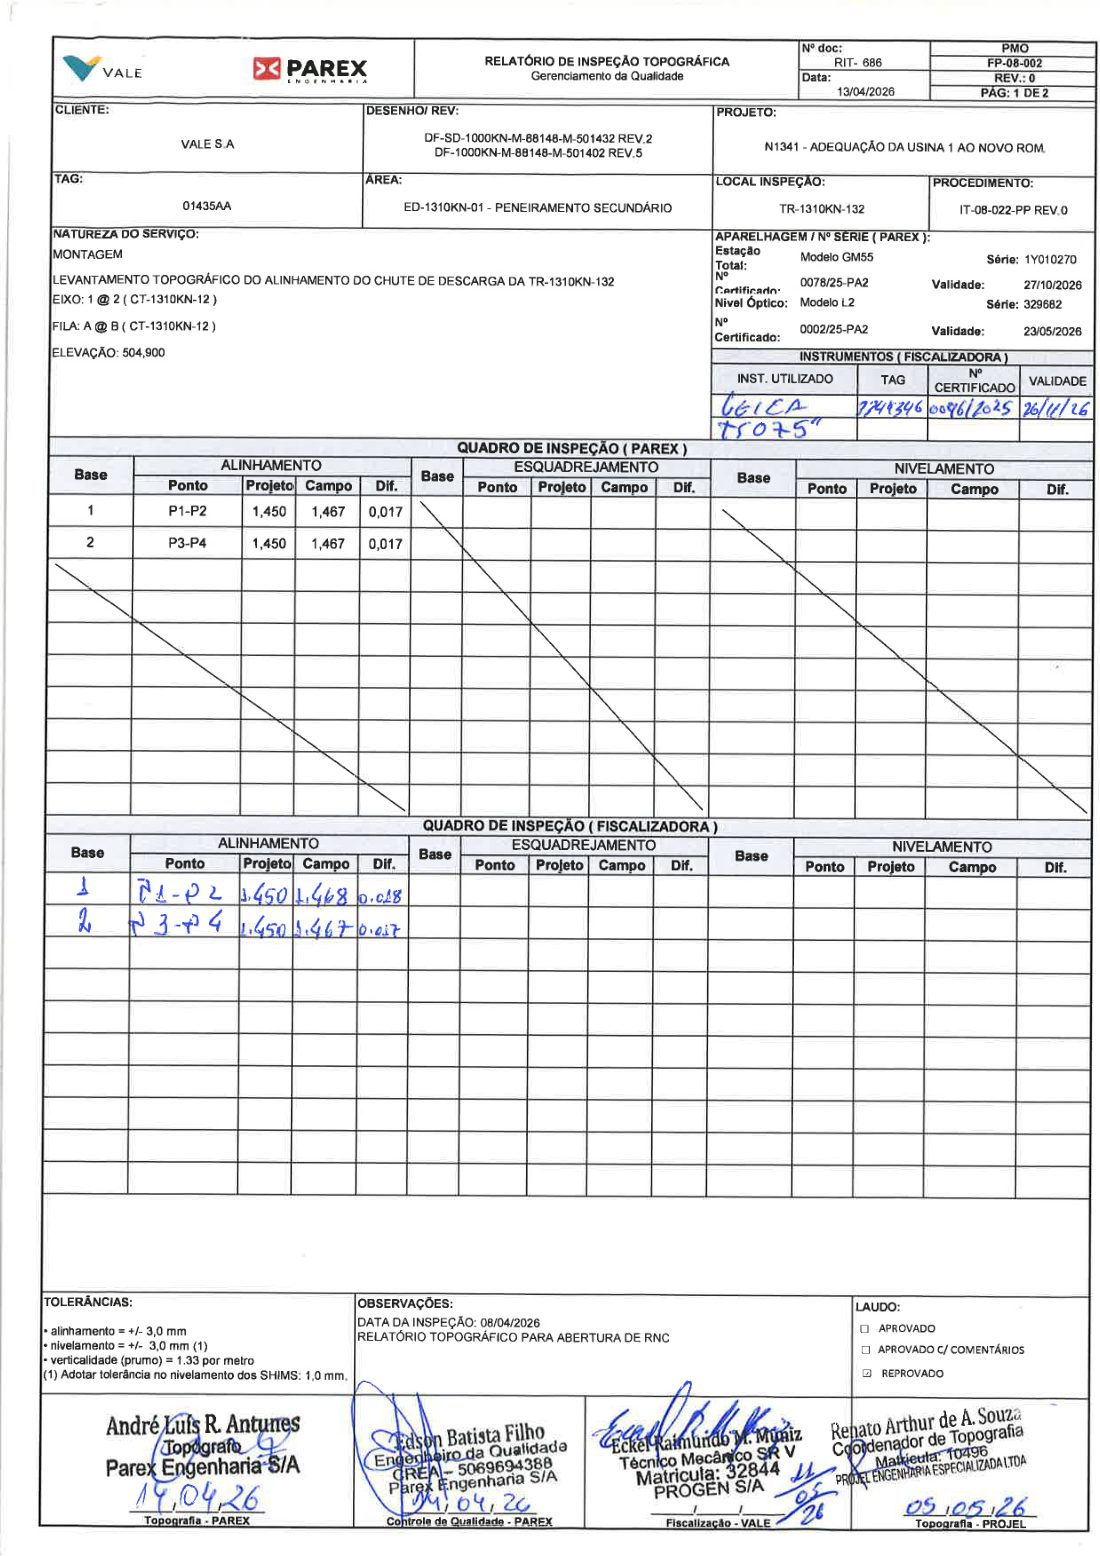 VALE
PAREX
ENGENHARIA
RELATÓRIO DE INSPEÇÃO TOPOGRÁFICA
Gerenciamento da Qualidade
Nº doc:
RIT- 686
Data:
13/04/2026
PMO
FP-08-002
REV.: 0
PÁG: 1 DE 2
CLIENTE:
VALE S.A
DESENHO/ REV:
DF-SD-1000KN-M-88148-M-501432 REV.2
DF-1000KN-M-88148-M-501402 REV.5
PROJETO:
N1341 - ADEQUAÇÃO DA USINA 1 AO NOVO ROM.
TAG:
01435AA
ÁREA:
ED-1310KN-01 - PENEIRAMENTO SECUNDÁRIO
LOCAL INSPEÇÃO:
TR-1310KN-132
PROCEDIMENTO:
IT-08-022-PP REV.0
NATUREZA DO SERVIÇO:
MONTAGEM
LEVANTAMENTO TOPOGRÁFICO DO ALINHAMENTO DO CHUTE DE DESCARGA DA TR-1310KN-132
EIXO: 1 @ 2 ( CT-1310KN-12 )
FILA: A @ B ( CT-1310KN-12 )
ELEVAÇÃO: 504,900
APARELHAGEM / Nº SÉRIE ( PAREX ):
Estação Total: Modelo GM55 Série: 1Y010270
Nº Certificado: 0078/25-PA2 Validade: 27/10/2026
Nivel Óptico: Modelo L2 Série: 329682
Nº Certificado: 0002/25-PA2 Validade: 23/05/2026
INSTRUMENTOS ( FISCALIZADORA )
INST. UTILIZADO TAG Nº CERTIFICADO VALIDADE
LEICA 0096/2025 26/11/26
TS07 5"
QUADRO DE INSPEÇÃO ( PAREX )
Base ALINHAMENTO Base ESQUADREJAMENTO Base NIVELAMENTO
Ponto Projeto Campo Dif. Ponto Projeto Campo Dif. Ponto Projeto Campo Dif.
1 P1-P2 1,450 1,467 0,017
2 P3-P4 1,450 1,467 0,017
QUADRO DE INSPEÇÃO ( FISCALIZADORA )
Base ALINHAMENTO Base ESQUADREJAMENTO Base NIVELAMENTO
Ponto Projeto Campo Dif. Ponto Projeto Campo Dif. Ponto Projeto Campo Dif.
1 P1-P2 1.450 1.468 0.018
2 P3-P4 1.450 1.467 0.017
TOLERÂNCIAS:
• alinhamento = +/- 3,0 mm
• nivelamento = +/- 3,0 mm (1)
• verticalidade (prumo) = 1.33 por metro
(1) Adotar tolerância no nivelamento dos SHIMS: 1,0 mm.
OBSERVAÇÕES:
DATA DA INSPEÇÃO: 08/04/2026
RELATÓRIO TOPOGRÁFICO PARA ABERTURA DE RNC
LAUDO:
APROVADO
APROVADO C/ COMENTÁRIOS
REPROVADO
André Luís R. Antunes
Topógrafo
Parex Engenharia S/A
14/04/26
Topografia - PAREX
Edson Batista Filho
Engenheiro da Qualidade
CREA - 5069694388
Parex Engenharia S/A
14/04/26
Controle de Qualidade - PAREX
Eckel Raimundo M. Muniz
Técnico Mecânico SR V
Matricula: 32844
PROGEN S/A
11/05/26
Fiscalização - VALE
Renato Arthur de A. Souza
Coordenador de Topografia
Matricula: 10496
PROJEL ENGENHARIA ESPECIALIZADA LTDA
05/05/26
Topografia - PROJEL